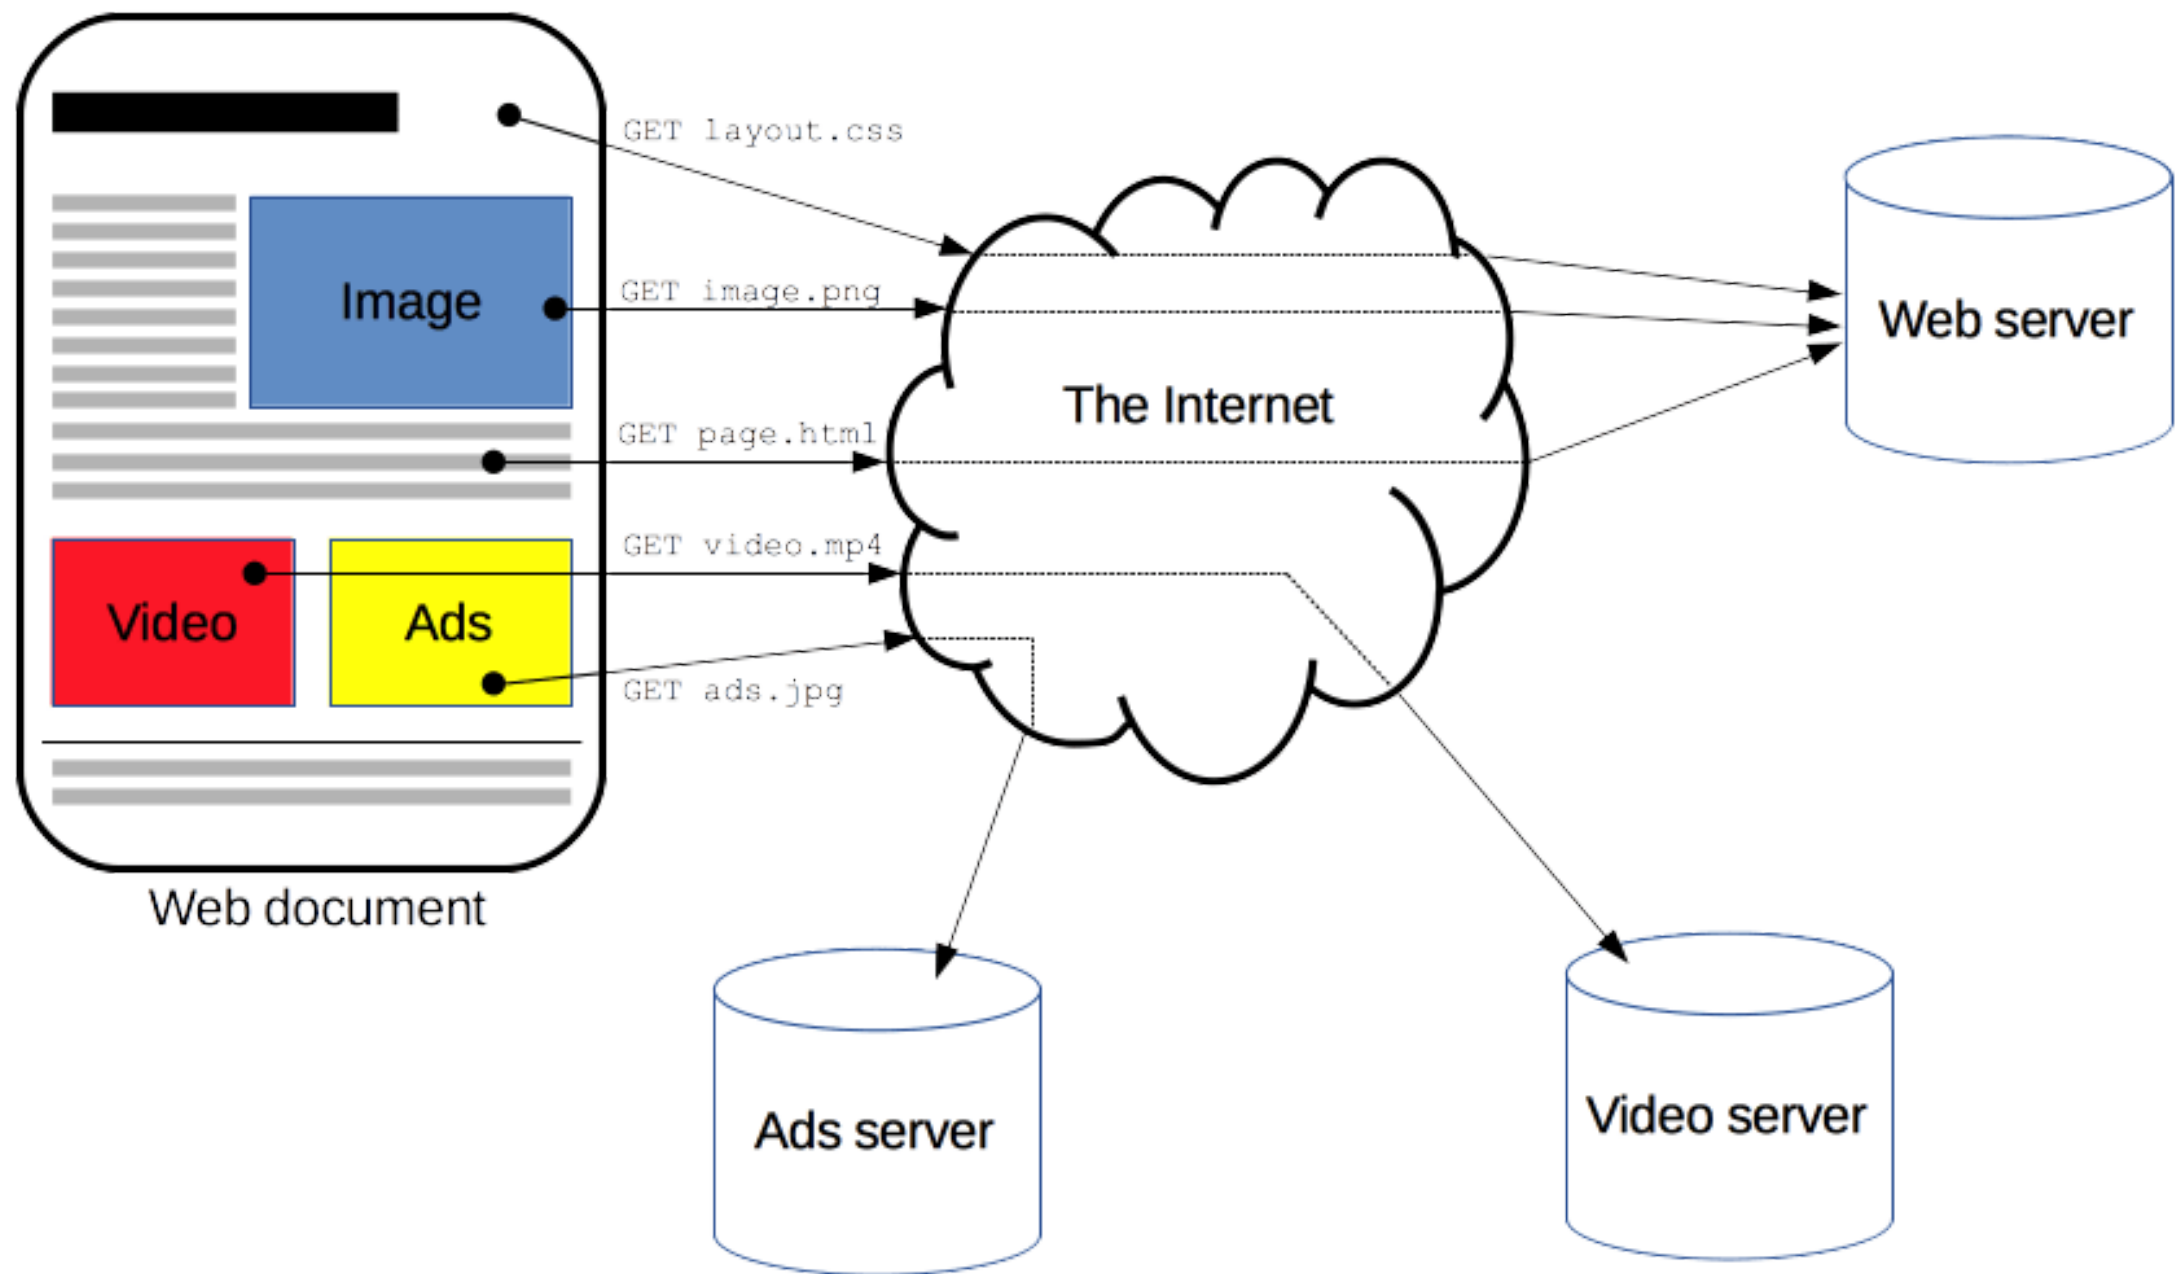 GET layout.css
Image
GET image.png
The Internet
Web server
GET page.html
GET video.mp4
Video
Ads
GET ads.jpg
Web document
Ads server
Video server